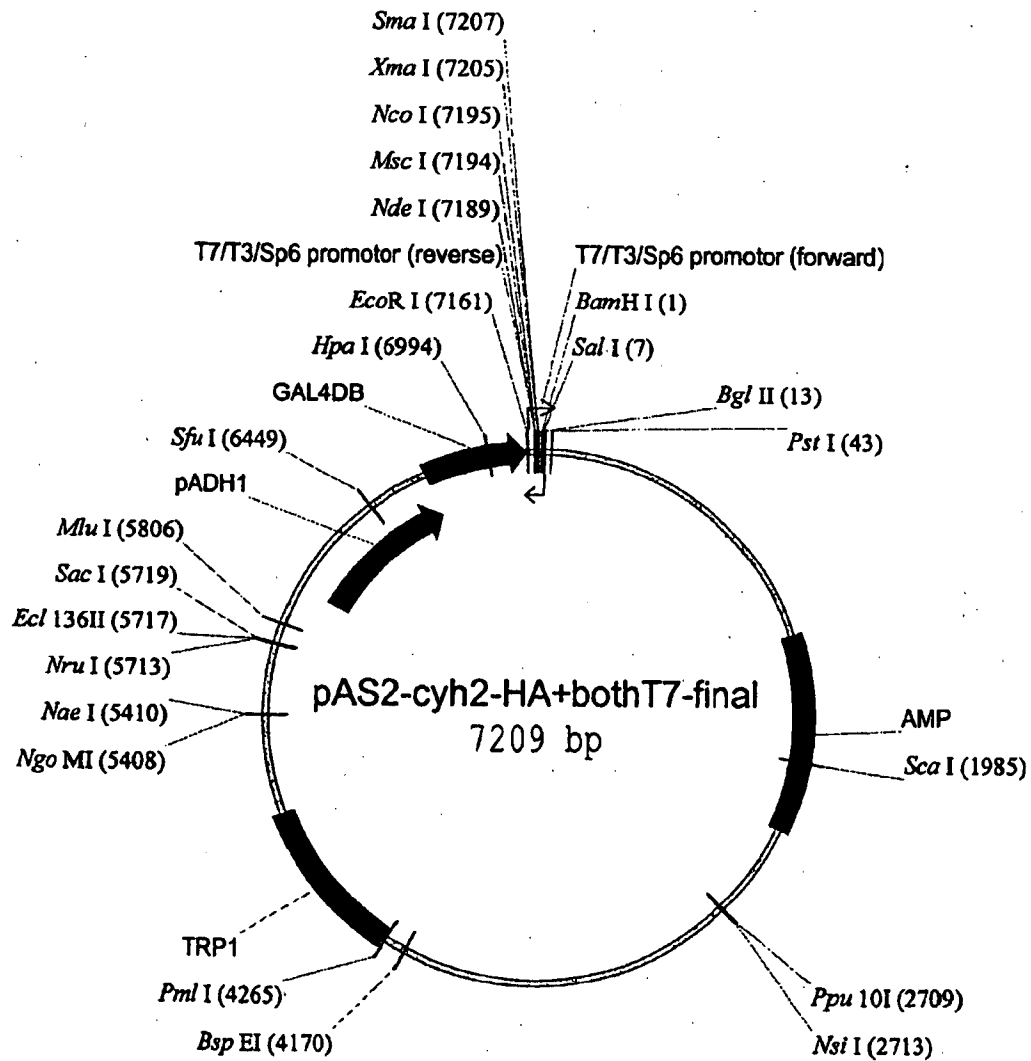 Sma I (7207)
Xma I (7205)
Nco I (7195)
Msc I (7194)
Nde I (7189)
T7/T3/Sp6 promotor (reverse)
T7/T3/Sp6 promotor (forward)
EcoR I (7161)
BamH I (1)
Hpa I (6994)
Sal I (7)
GAL4DB
Bgl II (13)
Sfu I (6449)
Pst I (43)
pADH1
Mlu I (5806)
Sac I (5719)
Ecl 136II (5717)
Nru I (5713)
pAS2-cyh2-HA+bothT7-final
7209 bp
Nae I (5410)
AMP
Ngo MI (5408)
Sca I (1985)
TRP1
Pml I (4265)
Ppu 10I (2709)
Bsp EI (4170)
Nsi I (2713)